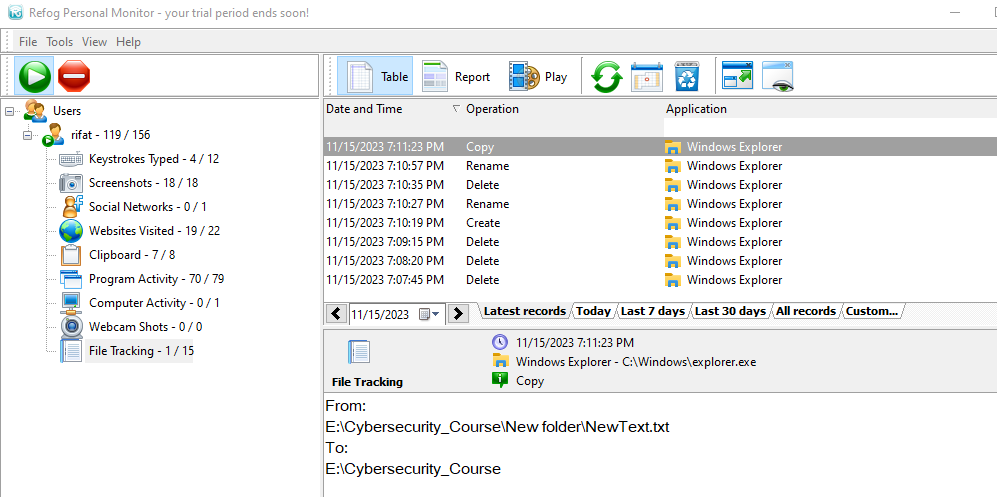 Refog Personal Monitor - your trial period ends soon!
File Tools View Help
Table Report Play
Users
rifat - 119 / 156
Keystrokes Typed - 4 / 12
Screenshots - 18 / 18
Social Networks - 0 / 1
Websites Visited - 19 / 22
Clipboard - 7 / 8
Program Activity - 70 / 79
Computer Activity - 0 / 1
Webcam Shots - 0 / 0
File Tracking - 1 / 15
Date and Time Operation Application
11/15/2023 7:11:23 PM Copy Windows Explorer
11/15/2023 7:10:57 PM Rename Windows Explorer
11/15/2023 7:10:35 PM Delete Windows Explorer
11/15/2023 7:10:27 PM Rename Windows Explorer
11/15/2023 7:10:19 PM Create Windows Explorer
11/15/2023 7:09:15 PM Delete Windows Explorer
11/15/2023 7:08:20 PM Delete Windows Explorer
11/15/2023 7:07:45 PM Delete Windows Explorer
11/15/2023 Latest records Today Last 7 days Last 30 days All records Custom...
File Tracking
11/15/2023 7:11:23 PM
Windows Explorer - C:\Windows\explorer.exe
Copy
From:
E:\Cybersecurity_Course\New folder\NewText.txt
To:
E:\Cybersecurity_Course